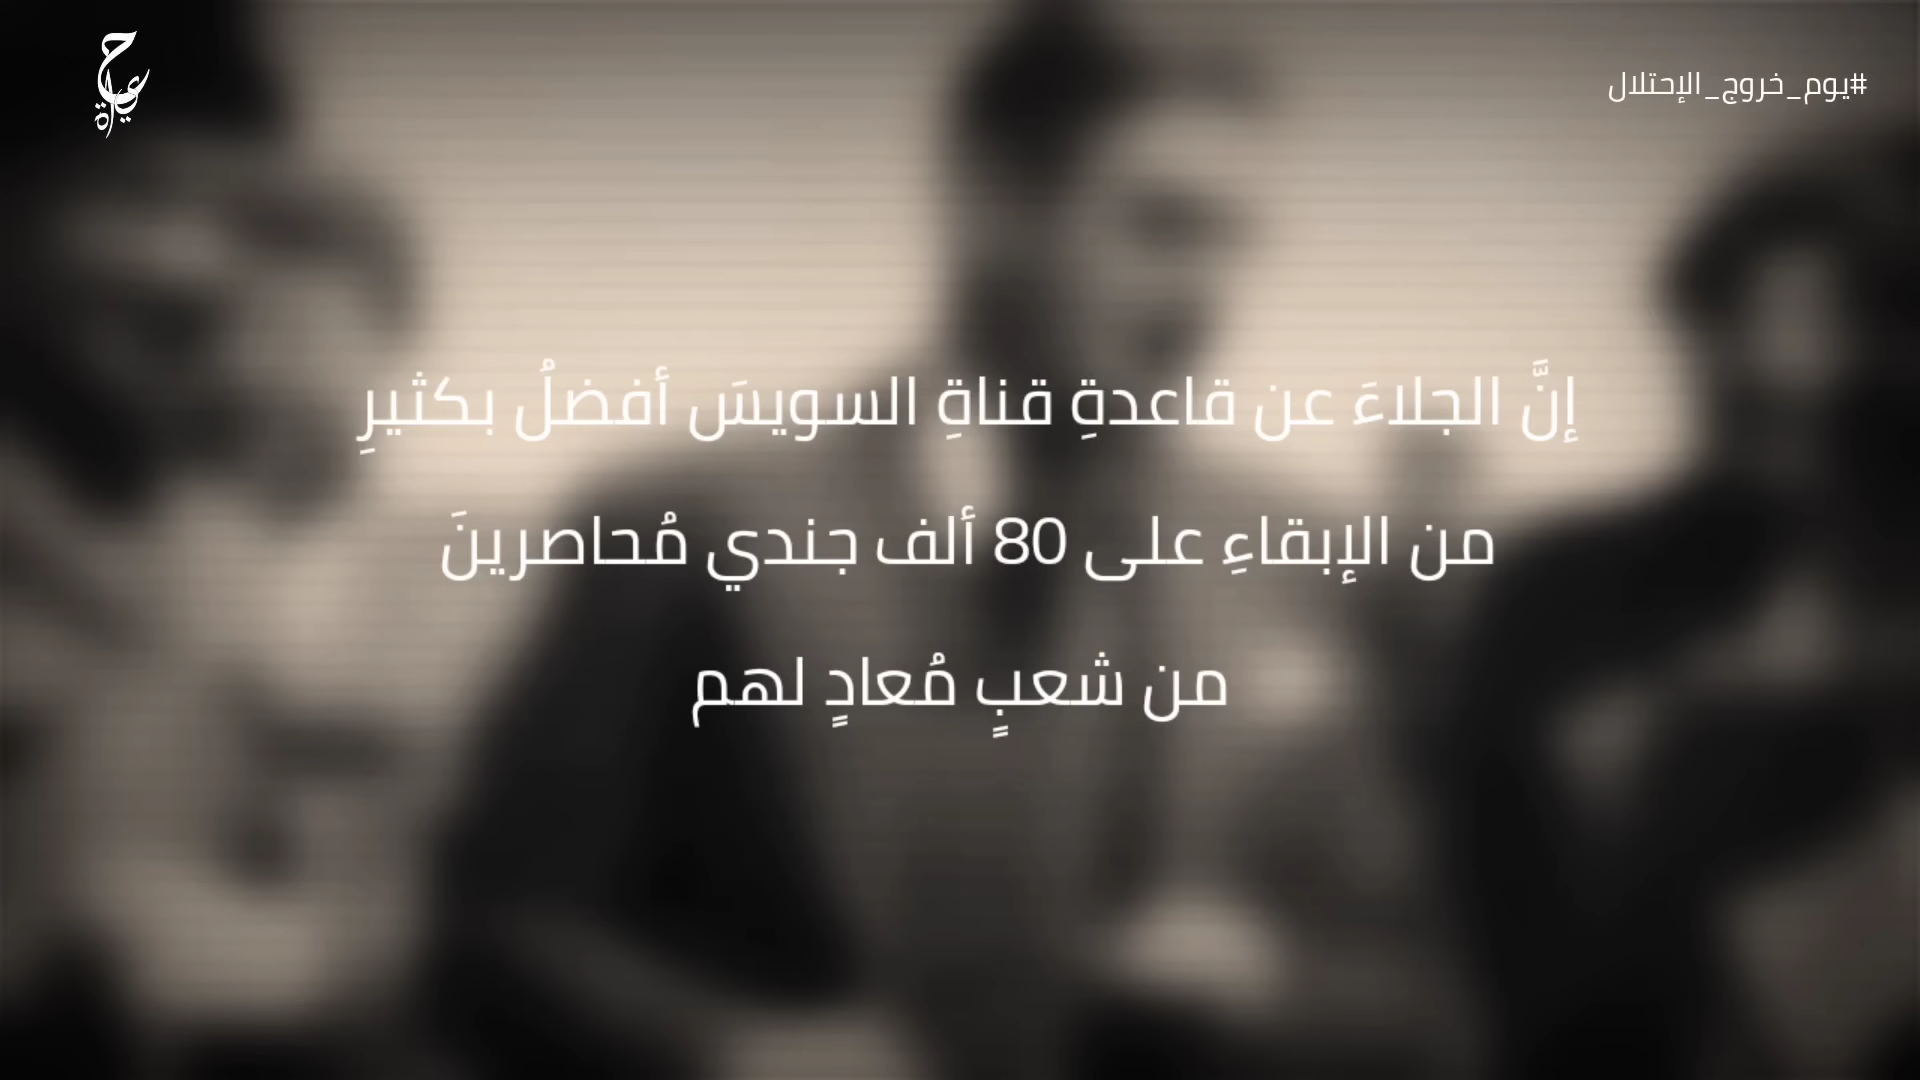 #يوم_خروج_الإحتلال
حياة
إنَّ الجلاءَ عن قاعدةِ قناةِ السويسَ أفضلُ بكثيرِ
من الإبقاءِ على 80 ألف جندي مُحاصرينَ
من شعبٍ مُعادٍ لهم